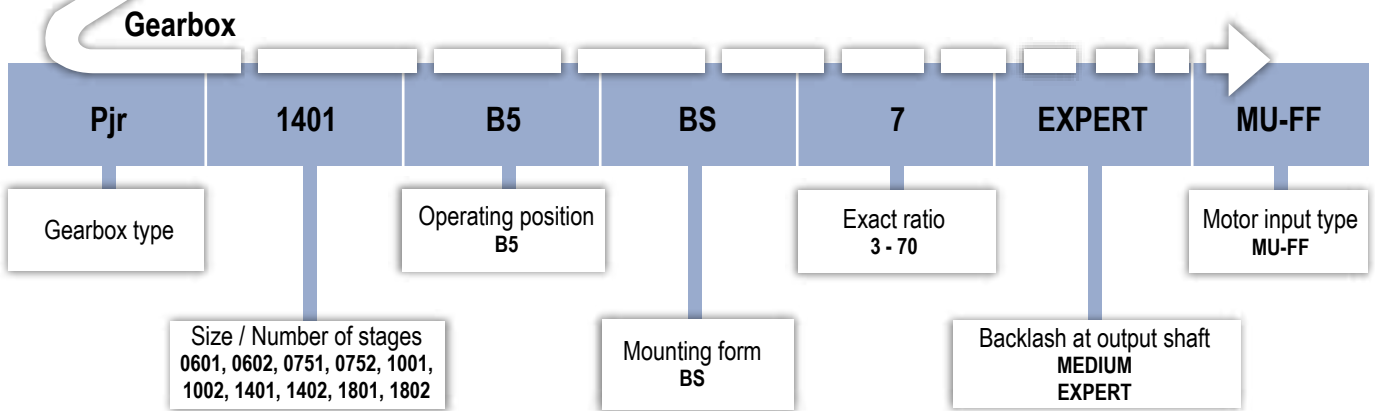 Gearbox
Pjr 1401 B5 BS 7 EXPERT MU-FF
Gearbox type
Operating position
B5
Exact ratio
3 - 70
Motor input type
MU-FF
Size / Number of stages
0601, 0602, 0751, 0752, 1001,
1002, 1401, 1402, 1801, 1802
Mounting form
BS
Backlash at output shaft
MEDIUM
EXPERT